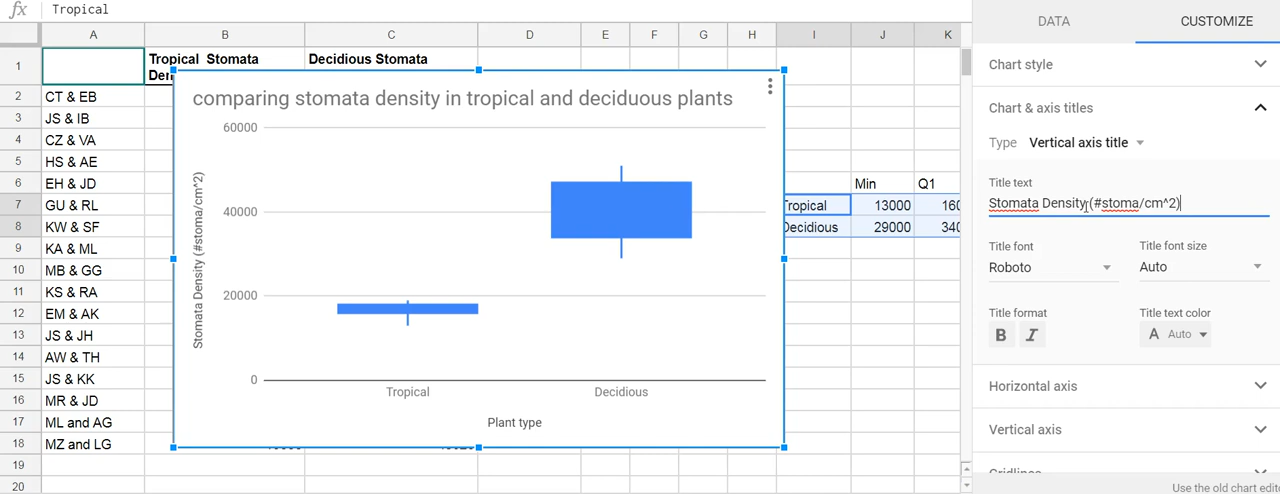 fx Tropical
DATA CUSTOMIZE
A B C D E F G H I J K
1 Tropical Stomata Decidious Stomata
2 CT & EB
3 JS & IB
4 CZ & VA
5 HS & AE
6 EH & JD Min Q1
7 GU & RL Tropical 13000
8 KW & SF Decidious 29000
9 KA & ML
10 MB & GG
11 KS & RA
12 EM & AK
13 JS & JH
14 AW & TH
15 JS & KK
16 MR & JD
17 ML and AG
18 MZ and LG
19
20
comparing stomata density in tropical and deciduous plants
60000
40000
20000
0
Stomata Density (#stoma/cm^2)
Tropical Decidious
Plant type
Chart style
Chart & axis titles
Type Vertical axis title
Title text
Stomata Density (#stoma/cm^2)
Title font Title font size
Roboto Auto
Title format Title text color
B I A Auto
Horizontal axis
Vertical axis
Gridlines
Use the old chart edito